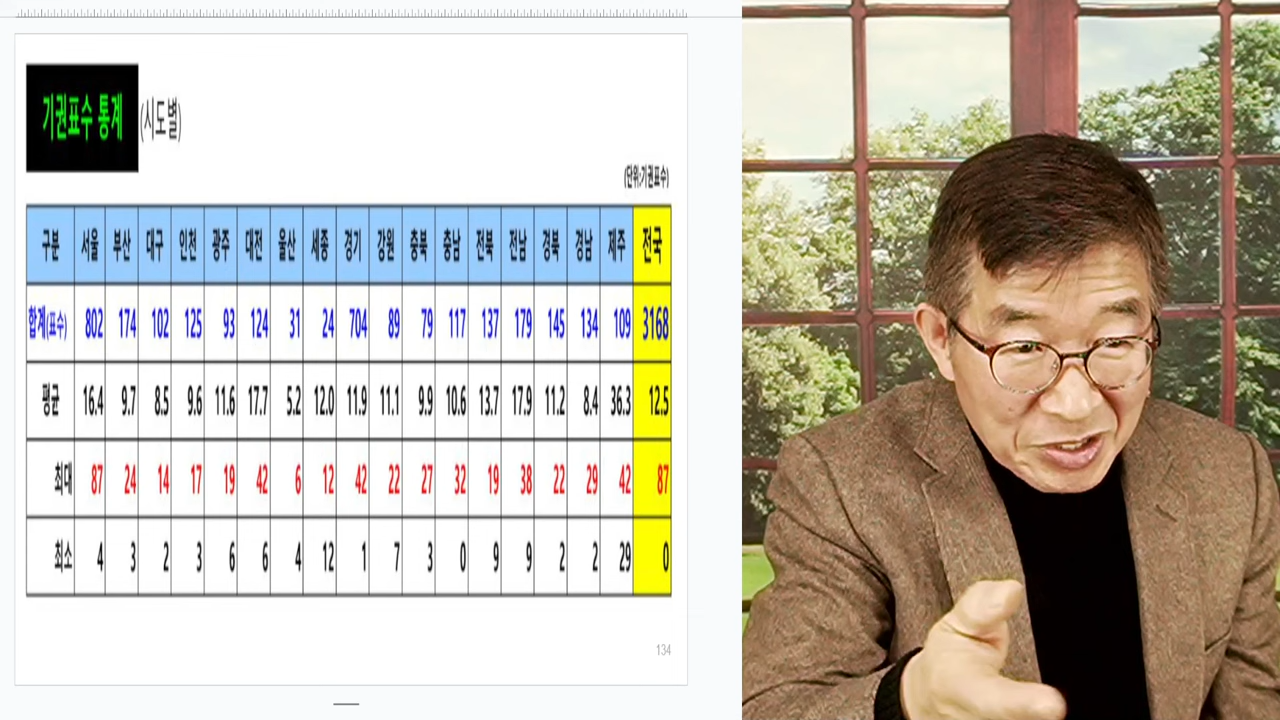 기권표수 통계 (시도별)
(단위:기권표수)
구분 서울 부산 대구 인천 광주 대전 울산 세종 경기 강원 충북 충남 전북 전남 경북 경남 제주 전국
합계(표수) 802 174 102 125 93 124 31 24 704 89 79 117 137 179 145 134 109 3168
평균 16.4 9.7 8.5 9.6 11.6 17.7 5.2 12.0 11.9 11.1 9.9 10.6 13.7 17.9 11.2 8.4 36.3 12.5
최대 87 24 14 17 19 42 6 12 42 22 27 32 19 38 22 29 42 87
최소 4 3 2 3 6 6 4 12 1 7 3 0 9 9 2 2 29 0
134